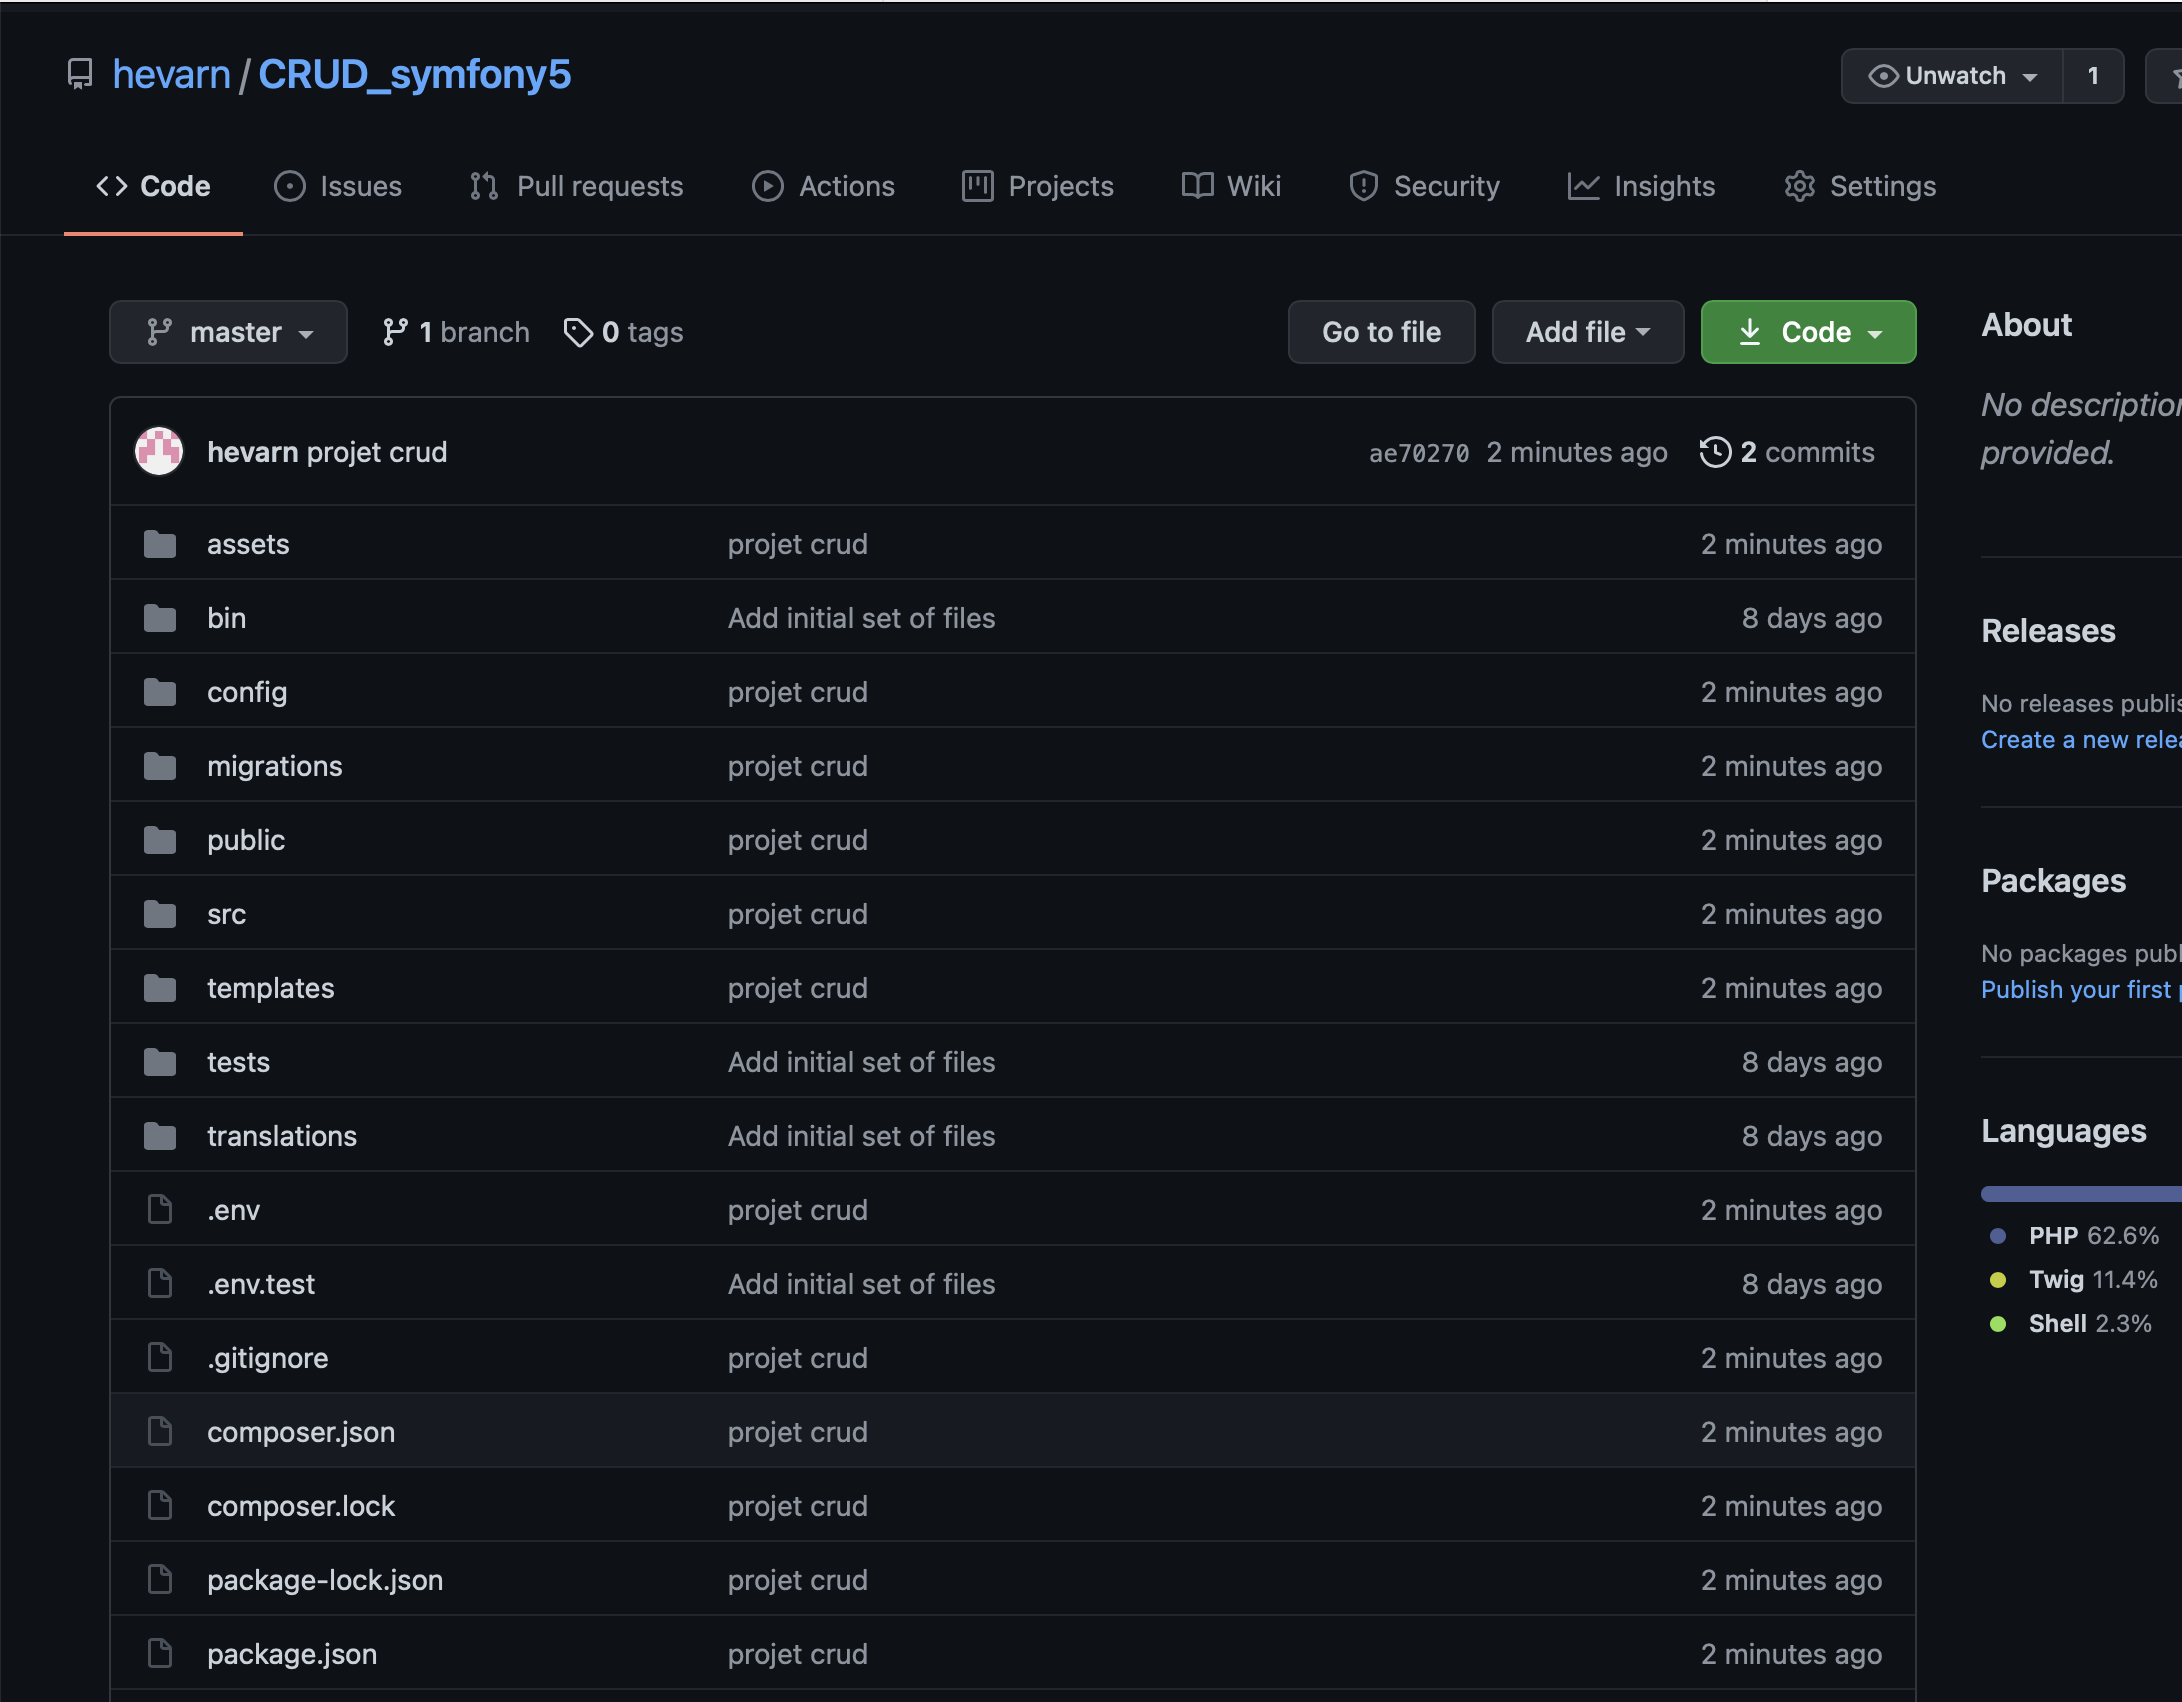 hevarn / CRUD_symfony5
Unwatch 1
Code Issues Pull requests Actions Projects Wiki Security Insights Settings
master 1 branch 0 tags Go to file Add file Code
hevarn projet crud ae70270 2 minutes ago 2 commits
assets projet crud 2 minutes ago
bin Add initial set of files 8 days ago
config projet crud 2 minutes ago
migrations projet crud 2 minutes ago
public projet crud 2 minutes ago
src projet crud 2 minutes ago
templates projet crud 2 minutes ago
tests Add initial set of files 8 days ago
translations Add initial set of files 8 days ago
.env projet crud 2 minutes ago
.env.test Add initial set of files 8 days ago
.gitignore projet crud 2 minutes ago
composer.json projet crud 2 minutes ago
composer.lock projet crud 2 minutes ago
package-lock.json projet crud 2 minutes ago
package.json projet crud 2 minutes ago
About
No
provided.
Releases
No releases
Create a new
Packages
No packages
Publish your first
Languages
PHP 62.6%
Twig 11.4%
Shell 2.3%